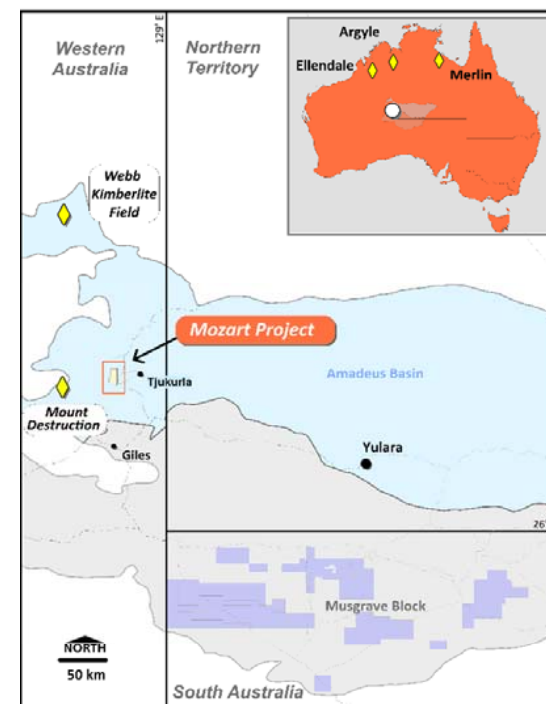 Western
Australia
129° E
Northern
Territory
Argyle
Ellendale
Merlin
Webb
Kimberlite
Field
Mozart Project
Tjukurla
Amadeus Basin
Mount
Destruction
Giles
Yulara
26°
Musgrave Block
NORTH
50 km
South Australia